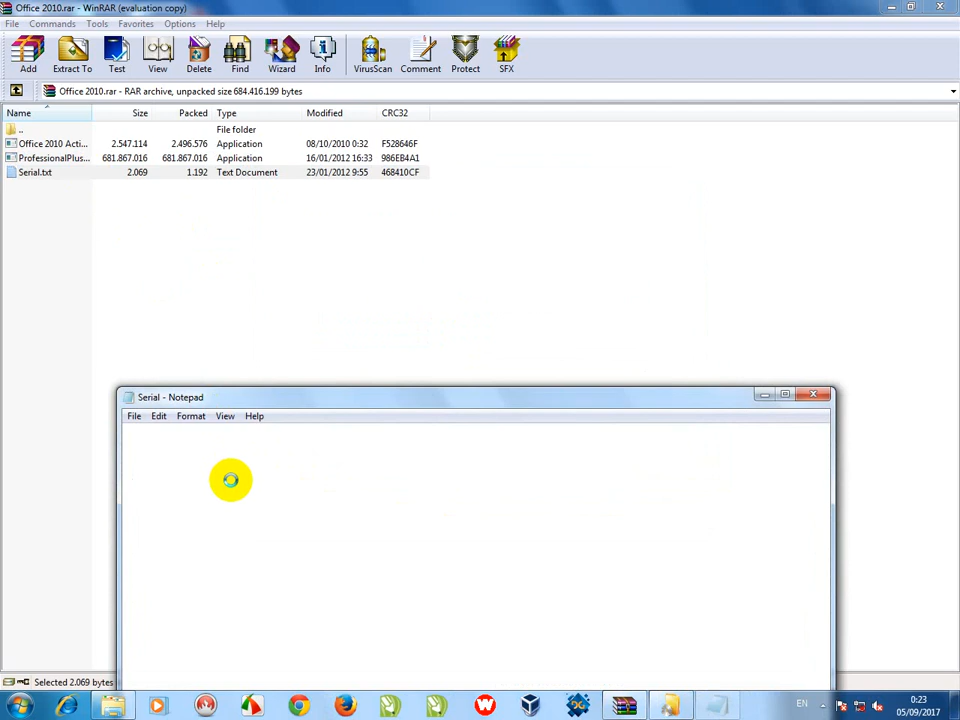 Office 2010.rar - WinRAR (evaluation copy)
File Commands Tools Favorites Options Help
Add Extract To Test View Delete Find Wizard Info VirusScan Comment Protect SFX
Office 2010.rar - RAR archive, unpacked size 684.416.199 bytes
Name Size Packed Type Modified CRC32
.. File folder
Office 2010 Acti... 2.547.114 2.496.576 Application 08/10/2010 0:32 F528646F
ProfessionalPlus... 681.867.016 681.867.016 Application 16/01/2012 16:33 986EB4A1
Serial.txt 2.069 1.192 Text Document 23/01/2012 9:55 468410CF
Serial - Notepad
File Edit Format View Help
Selected 2.069 bytes
EN 0:23
05/09/2017